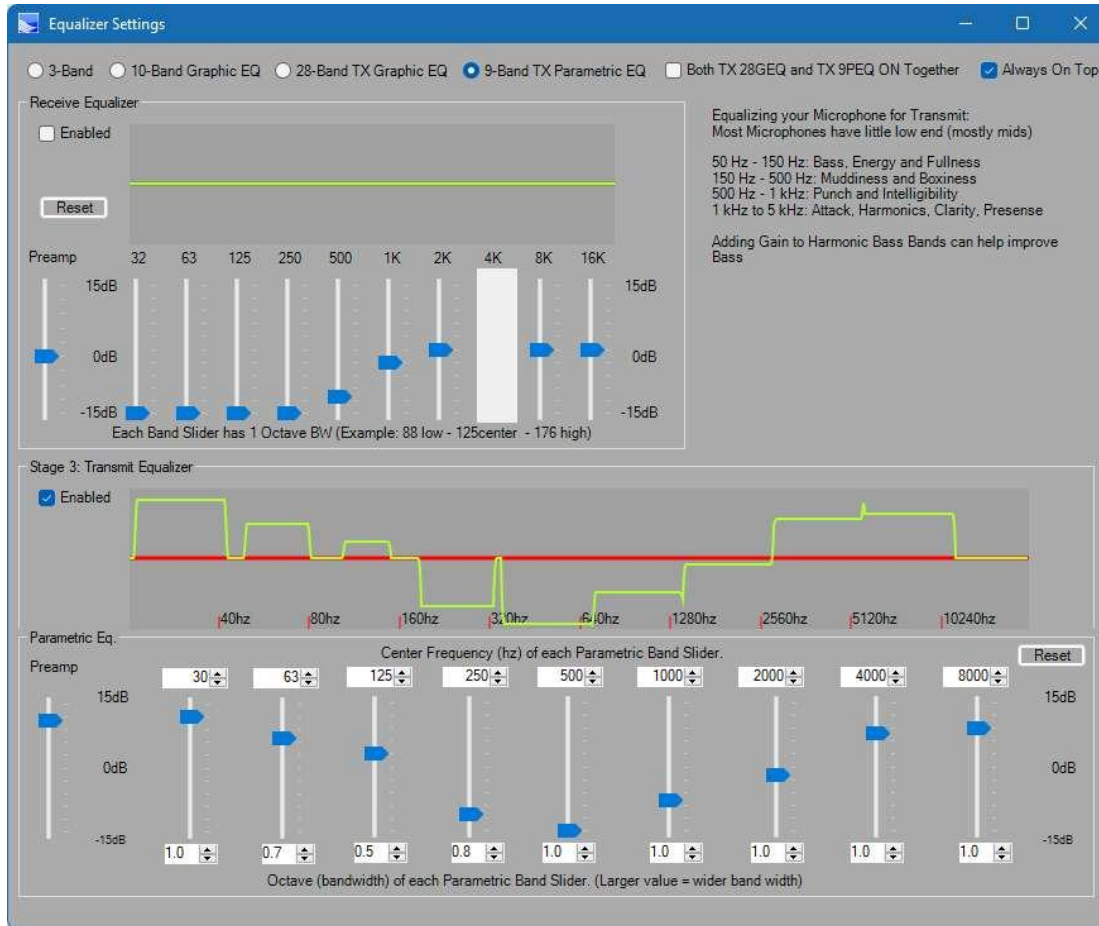 Equalizer Settings
3-Band 10-Band Graphic EQ 28-Band TX Graphic EQ 9-Band TX Parametric EQ Both TX 28GEQ and TX 9PEQ ON Together Always On Top
Receive Equalizer
Enabled
Reset
Preamp 32 63 125 250 500 1K 2K 4K 8K 16K
15dB 15dB
0dB 0dB
-15dB -15dB
Each Band Slider has 1 Octave BW (Example: 88 low - 125center - 176 high)
Equalizing your Microphone for Transmit:
Most Microphones have little low end (mostly mids)
50 Hz - 150 Hz: Bass, Energy and Fullness
150 Hz - 500 Hz: Muddiness and Boxiness
500 Hz - 1 kHz: Punch and Intelligibility
1 kHz to 5 kHz: Attack, Harmonics, Clarity, Presense
Adding Gain to Harmonic Bass Bands can help improve
Bass
Stage 3: Transmit Equalizer
Enabled
40hz 80hz 160hz 320hz 640hz 1280hz 2560hz 5120hz 10240hz
Parametric Eq.
Center Frequency (hz) of each Parametric Band Slider.
Reset
Preamp 30 63 125 250 500 1000 2000 4000 8000
15dB 15dB
0dB 0dB
-15dB -15dB
1.0 0.7 0.5 0.8 1.0 1.0 1.0 1.0 1.0
Octave (bandwidth) of each Parametric Band Slider. (Larger value = wider band width)